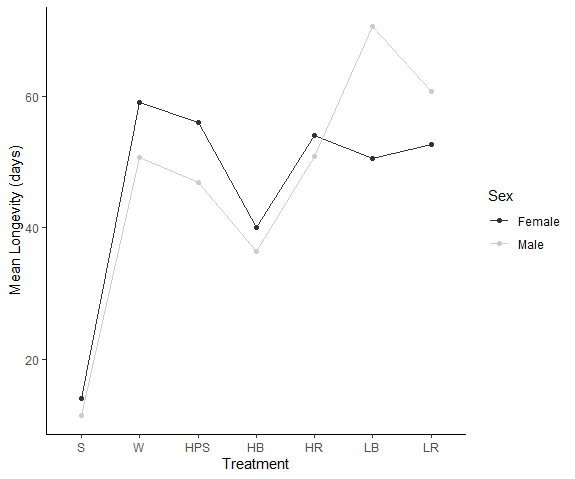 Mean Longevity (days)
60
40
20
S W HPS HB HR LB LR
Treatment
Sex
Female
Male